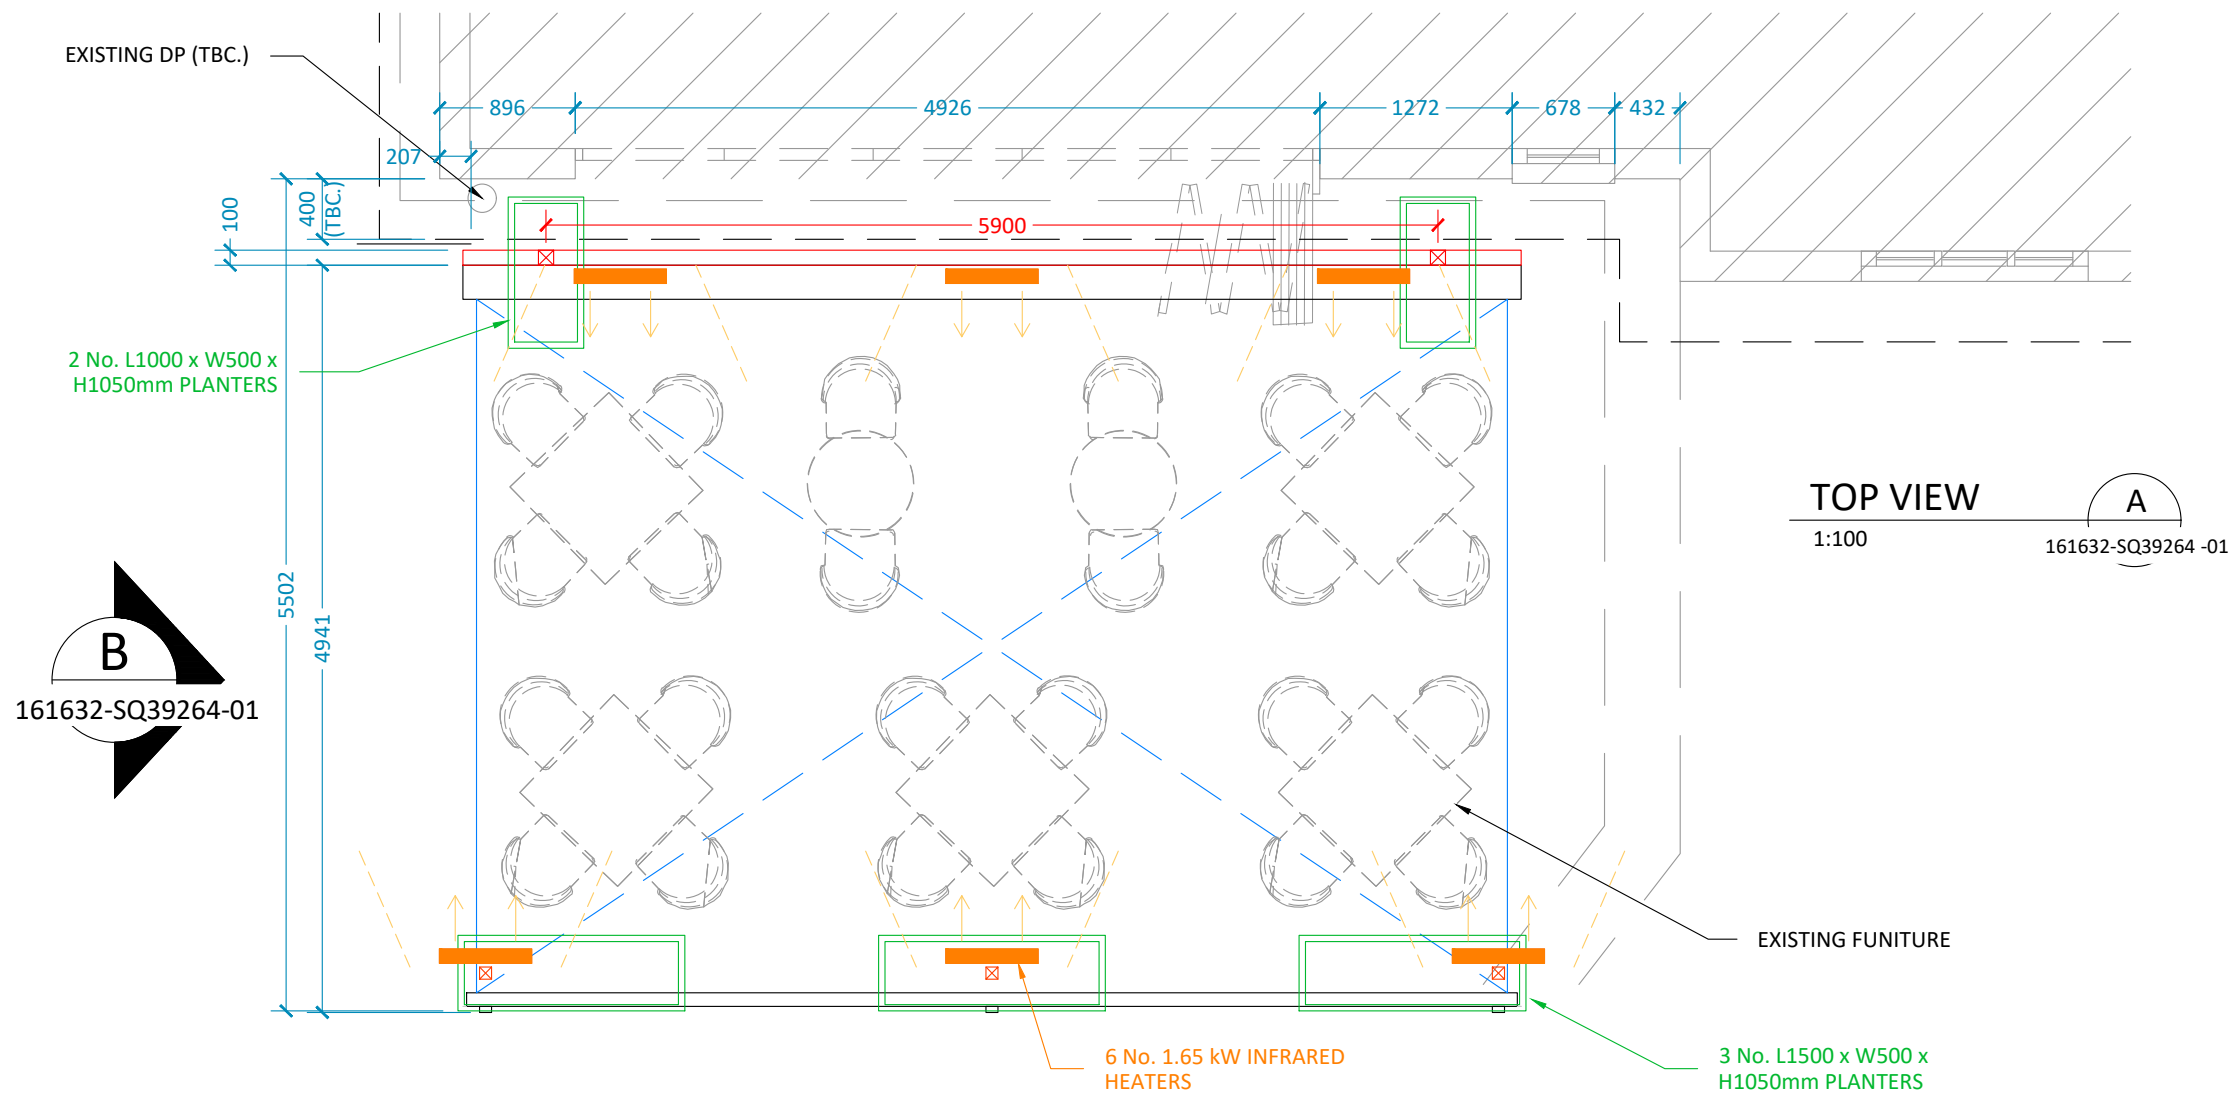 EXISTING DP (TBC.)
896
4926
1272
678
432
207
100
400
(TBC.)
5900
2 No. L1000 x W500 x
H1050mm PLANTERS
TOP VIEW
1:100
A
161632-SQ39264 -01
5502
4941
B
161632-SQ39264-01
EXISTING FUNITURE
6 No. 1.65 kW INFRARED
HEATERS
3 No. L1500 x W500 x
H1050mm PLANTERS